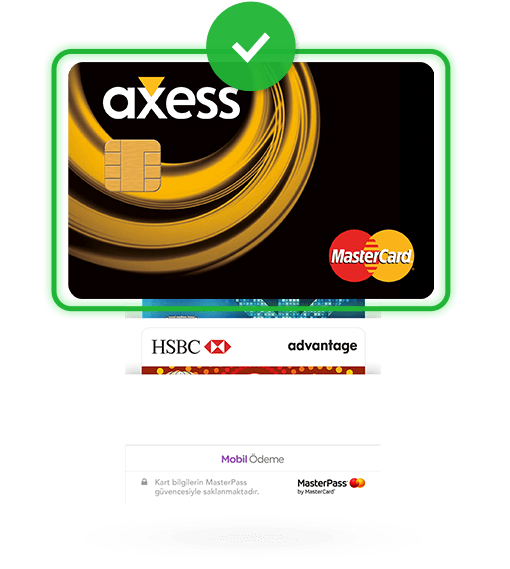 axess
MasterCard
HSBC advantage
Mobil Ödeme
Kart bilgilerin MasterPass
güvencesiyle saklanmaktadır.
MasterPass
by MasterCard